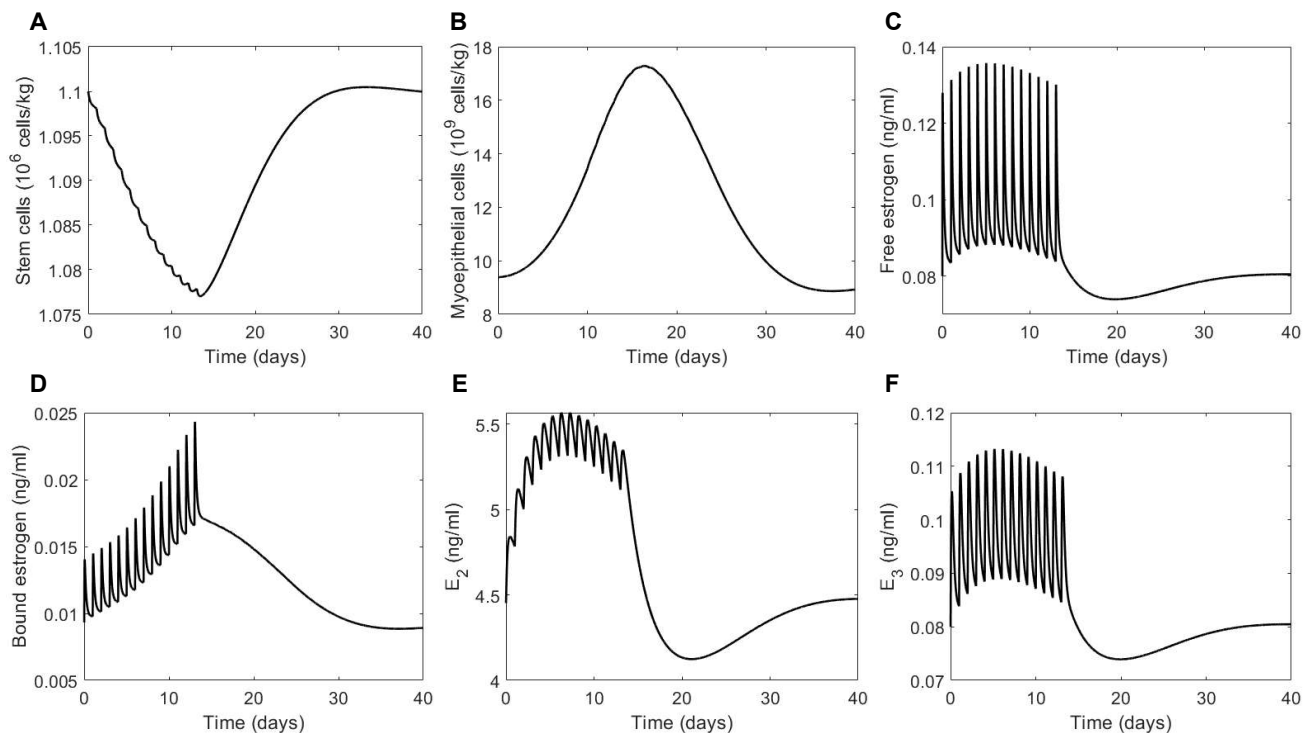 A
Stem cells (10^6 cells/kg)
1.105
1.1
1.095
1.09
1.085
1.08
1.075
0 10 20 30 40
Time (days)
B
Myoepithelial cells (10^9 cells/kg)
18
16
14
12
10
8
0 10 20 30 40
Time (days)
C
Free estrogen (ng/ml)
0.14
0.12
0.1
0.08
0 10 20 30 40
Time (days)
D
Bound estrogen (ng/ml)
0.025
0.02
0.015
0.01
0.005
0 10 20 30 40
Time (days)
E
E_2 (ng/ml)
5.5
5
4.5
4
0 10 20 30 40
Time (days)
F
E_3 (ng/ml)
0.12
0.11
0.1
0.09
0.08
0.07
0 10 20 30 40
Time (days)